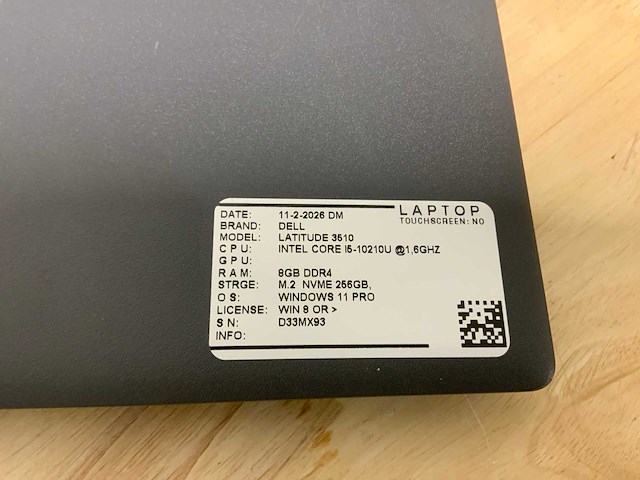 LAPTOP
TOUCHSCREEN: NO
DATE: 11-2-2026 DM
BRAND: DELL
MODEL: LATITUDE 3510
CPU: INTEL CORE I5-10210U @1,6GHZ
GPU:
RAM: 8GB DDR4
STRGE: M.2 NVME 256GB,
OS: WINDOWS 11 PRO
LICENSE: WIN 8 OR >
SN: D33MX93
INFO: